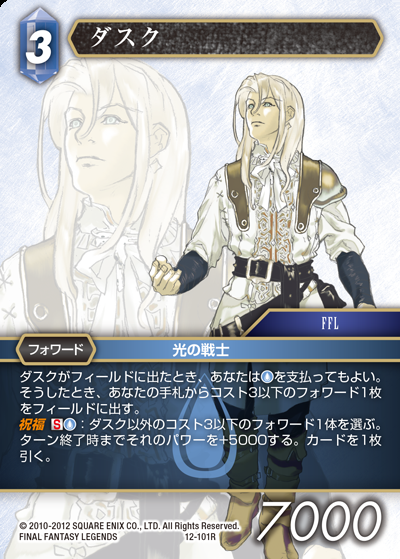 3
ダスク
FFL
フォワード
光の戦士
ダスクがフィールドに出たとき、あなたは💧を支払ってもよい。
そうしたとき、あなたの手札からコスト3以下のフォワード1枚
をフィールドに出す。
祝福 S💧：ダスク以外のコスト3以下のフォワード1体を選ぶ。
ターン終了時までそれのパワーを+5000する。カードを1枚
引く。
© 2010-2012 SQUARE ENIX CO., LTD. All Rights Reserved.
FINAL FANTASY LEGENDS
12-101R
7000